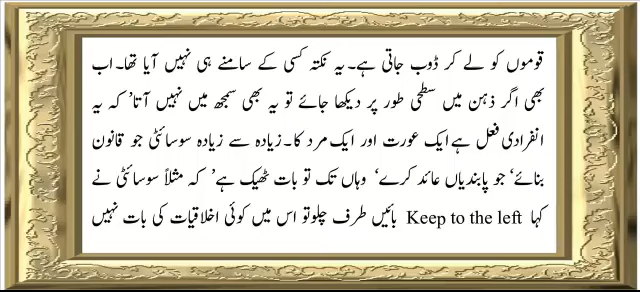 قوموں کو لے کر ڈوب جاتی ہے۔ یہ نکتہ کسی کے سامنے ہی نہیں آیا تھا۔ اب
بھی اگر ذہن میں سطحی طور پر دیکھا جائے تو یہ بھی سمجھ میں نہیں آتا’ کہ یہ
انفرادی فعل ہے ایک عورت اور ایک مرد کا۔ زیادہ سے زیادہ سوسائٹی جو قانون
بنائے‘ جو پابندیاں عائد کرے‘ وہاں تک تو بات ٹھیک ہے’ کہ مثلاً سوسائٹی نے
کہا Keep to the left بائیں طرف چلو تو اس میں کوئی اخلاقیات کی بات نہیں